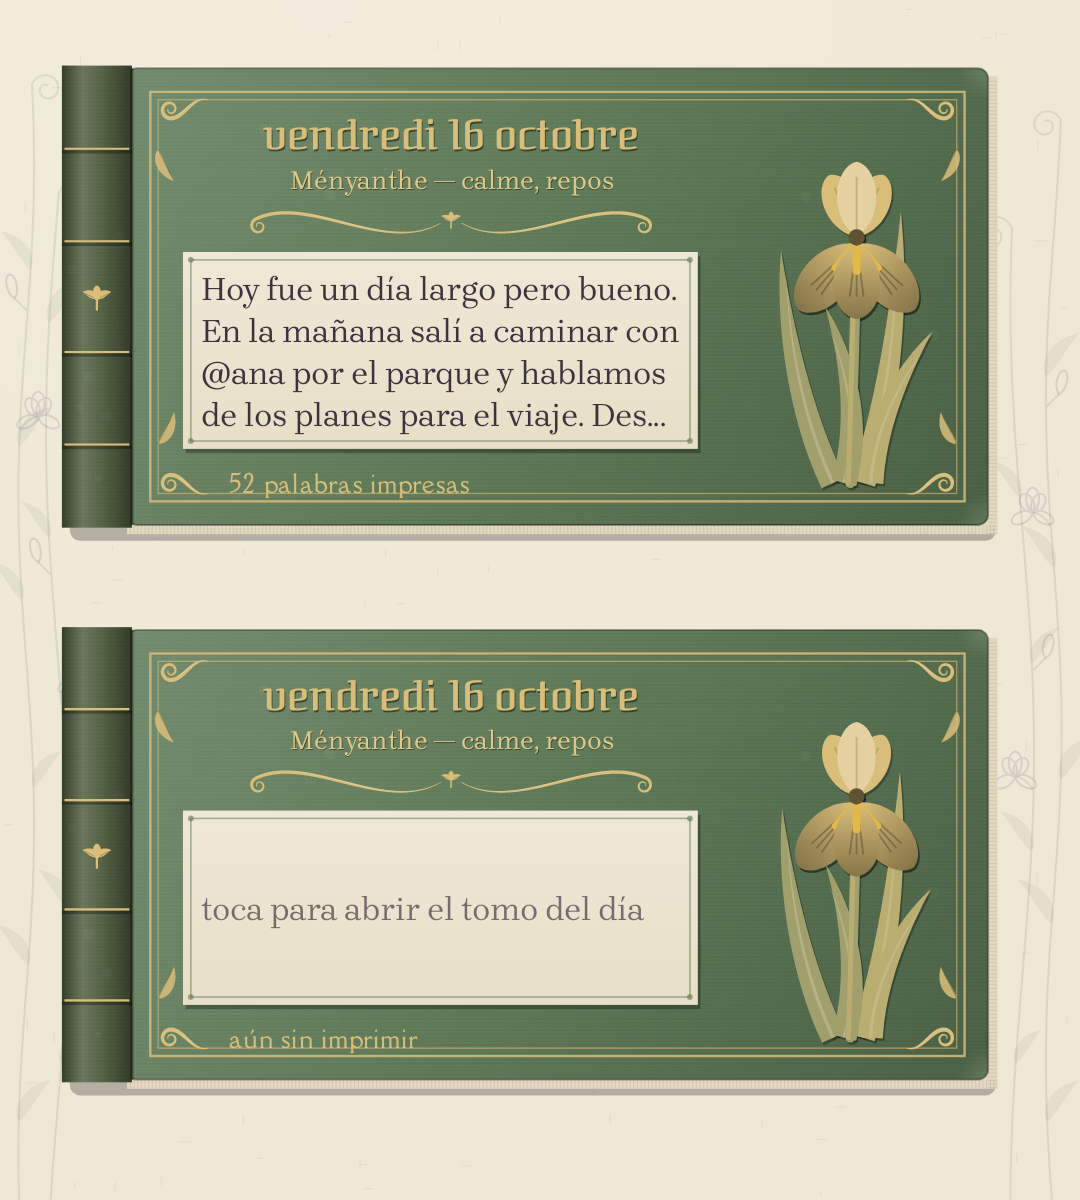 vendredi 16 octobre
Ményanthe — calme, repos
Hoy fue un día largo pero bueno.
En la mañana salí a caminar con
@ana por el parque y hablamos
de los planes para el viaje. Des...
52 palabras impresas
vendredi 16 octobre
Ményanthe — calme, repos
toca para abrir el tomo del día
aún sin imprimir